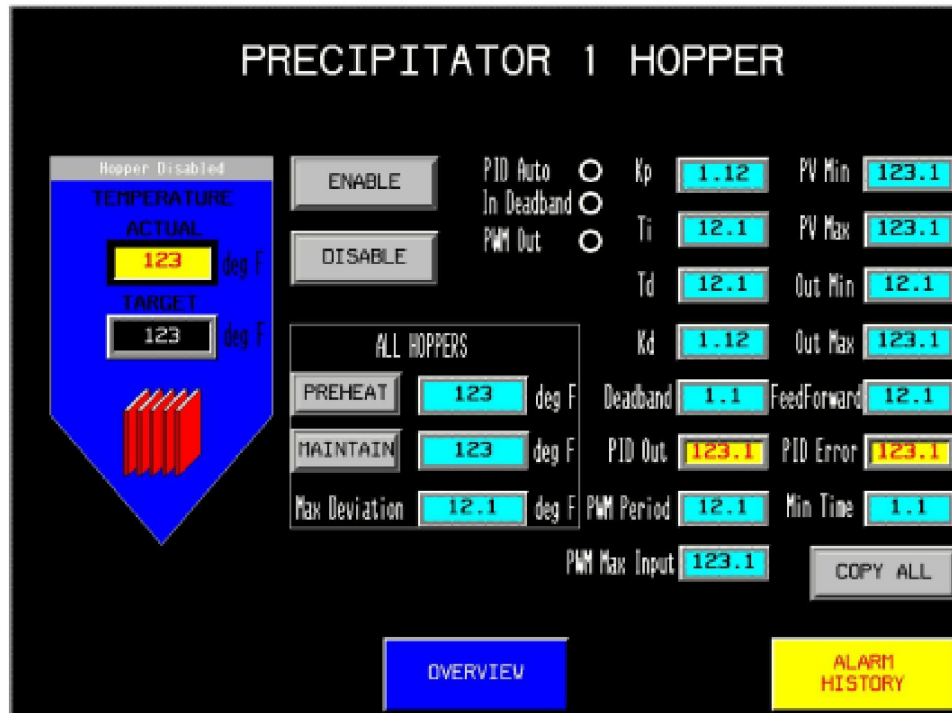 PRECIPITATOR 1 HOPPER
Hopper Disabled
TEMPERATURE
ACTUAL
123 deg F
TARGET
123 deg F
ENABLE
DISABLE
PID Auto
In Deadband
PWM Out
ALL HOPPERS
PREHEAT 123 deg F
MAINTAIN 123 deg F
Max Deviation 12.1 deg F
Kp 1.12 PV Min 123.1
Ti 12.1 PV Max 123.1
Td 12.1 Out Min 12.1
Kd 1.12 Out Max 123.1
Deadband 1.1 FeedForward 12.1
PID Out 123.1 PID Error 123.1
PWM Period 12.1 Min Time 1.1
PWM Max Input 123.1
COPY ALL
OVERVIEW
ALARM
HISTORY